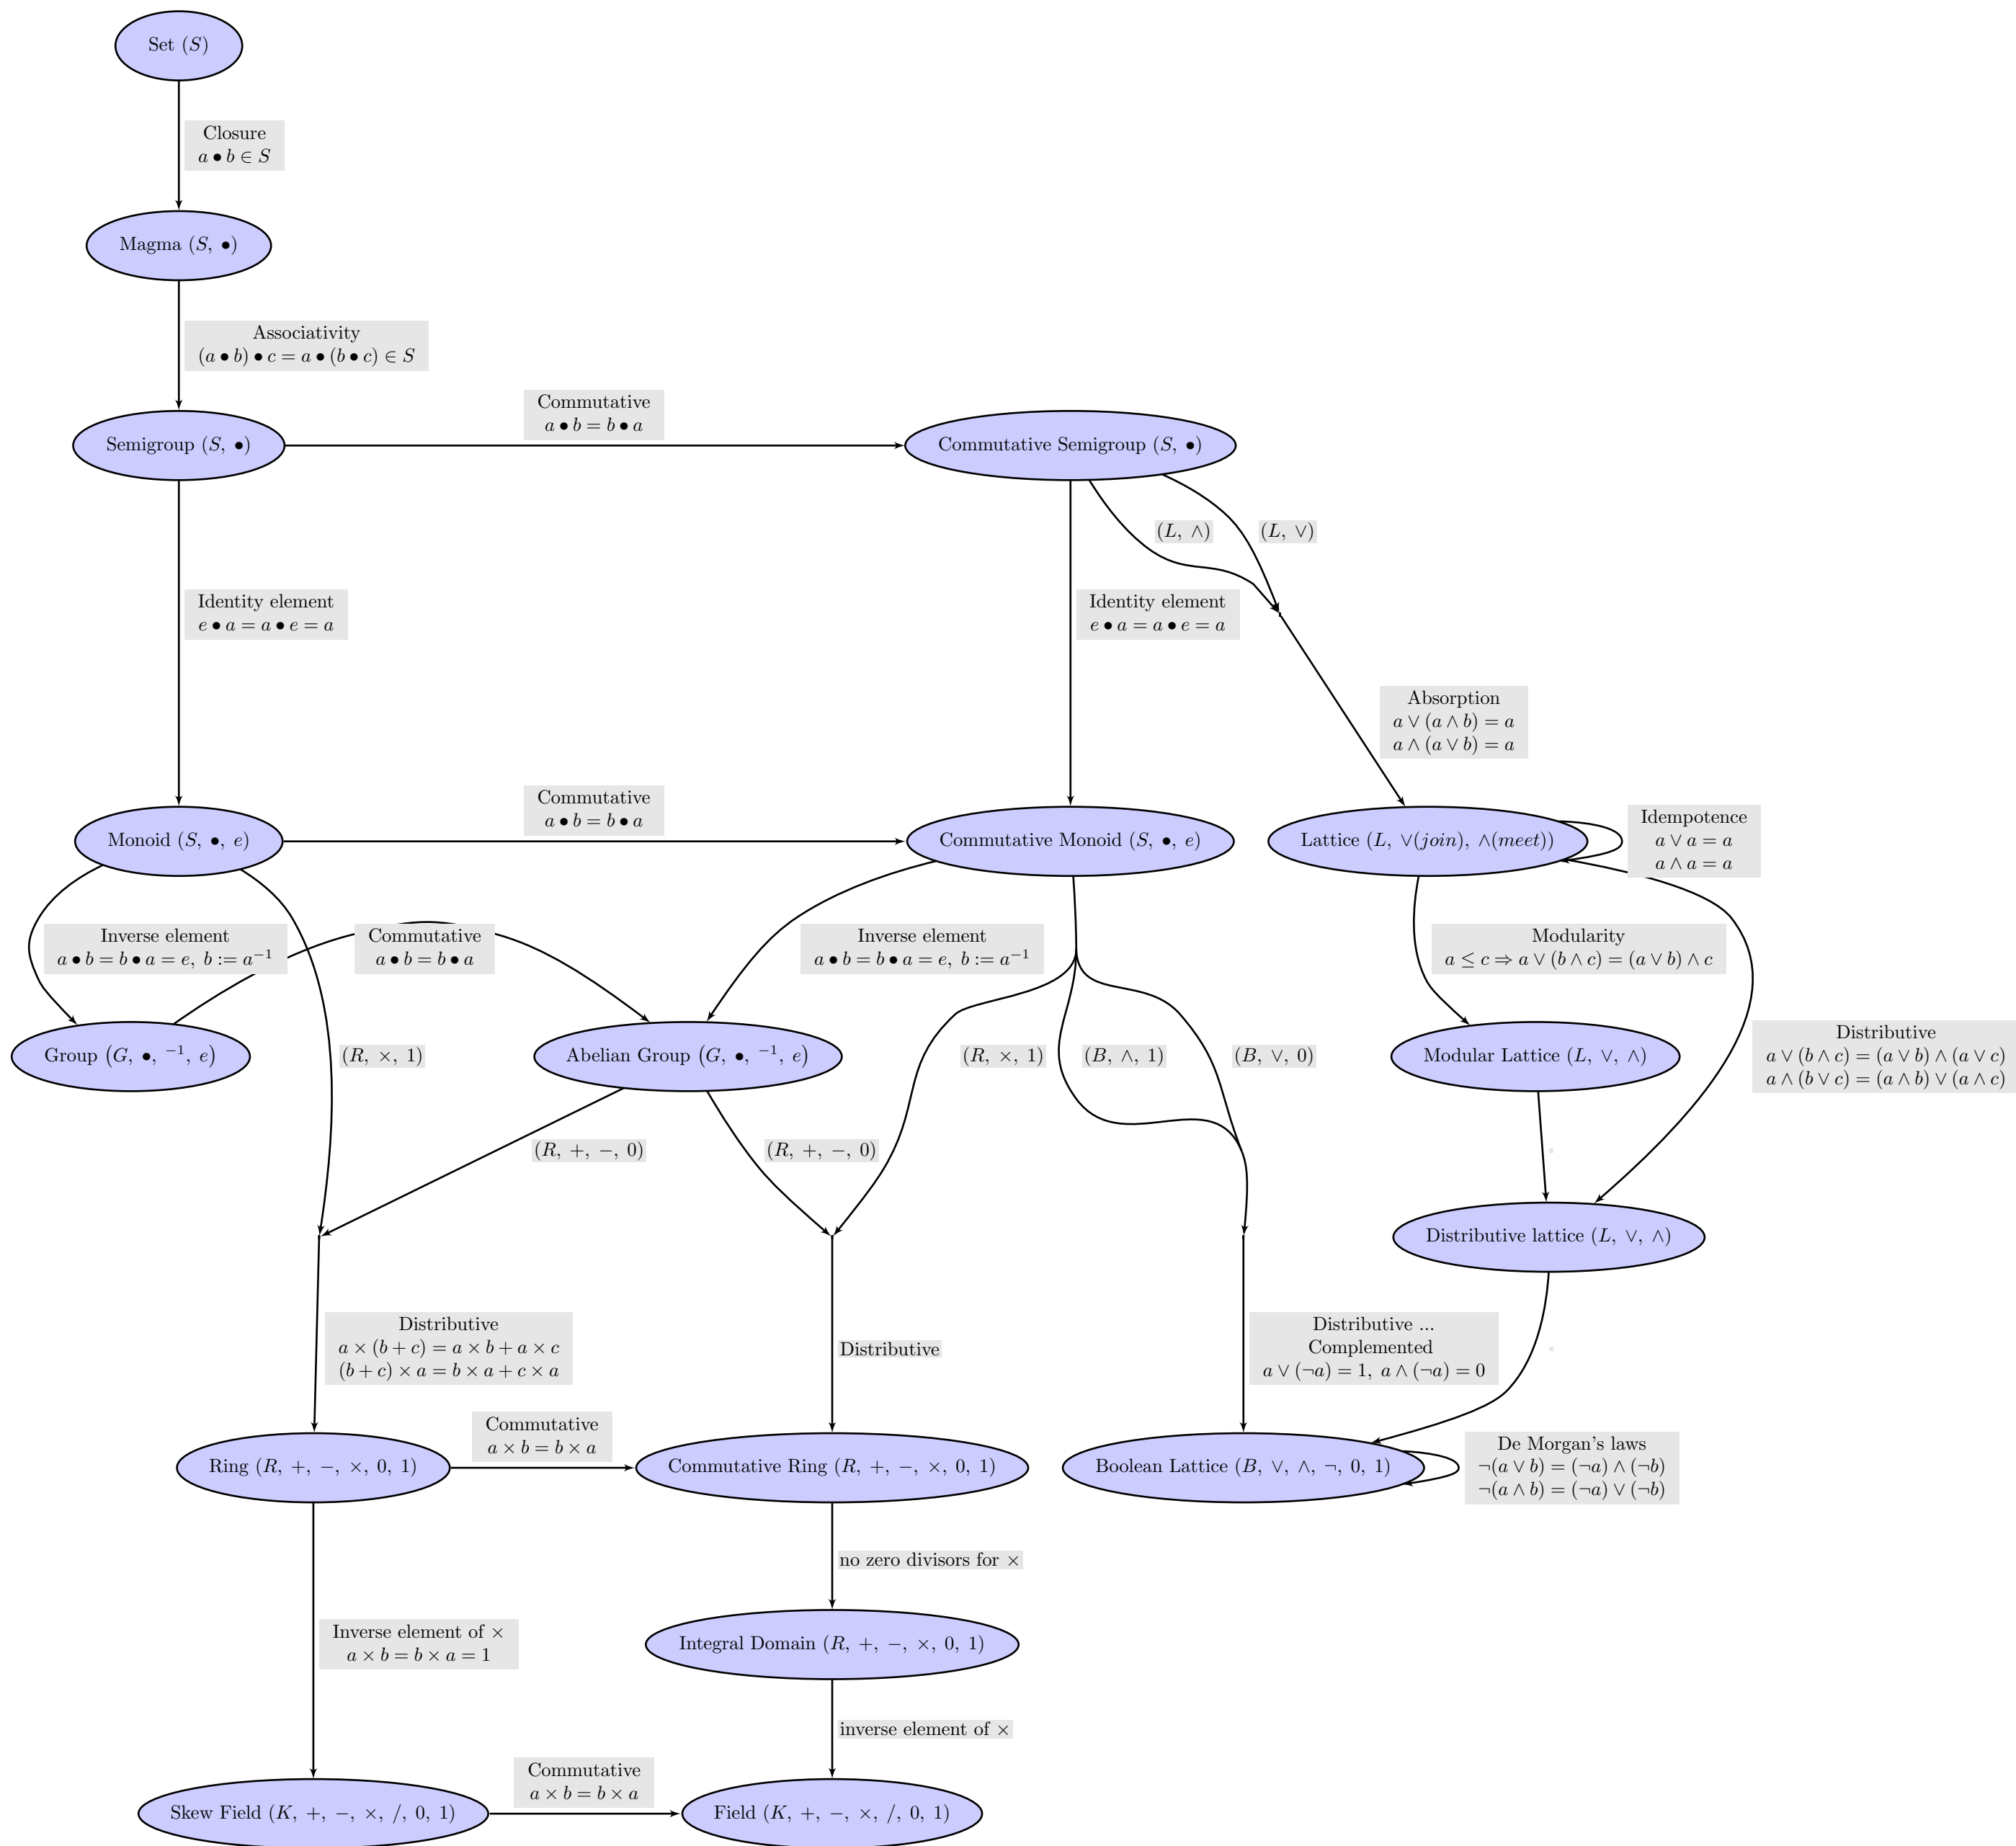 Set (S)
Closure
a • b ∈ S
Magma (S, •)
Associativity
(a • b) • c = a • (b • c) ∈ S
Commutative
a • b = b • a
Semigroup (S, •)
Commutative Semigroup (S, •)
(L, ∧)
(L, ∨)
Identity element
e • a = a • e = a
Identity element
e • a = a • e = a
Absorption
a ∨ (a ∧ b) = a
a ∧ (a ∨ b) = a
Commutative
a • b = b • a
Monoid (S, •, e)
Commutative Monoid (S, •, e)
Lattice (L, ∨(join), ∧(meet))
Idempotence
a ∨ a = a
a ∧ a = a
Inverse element
a • b = b • a = e, b := a⁻¹
Commutative
a • b = b • a
Inverse element
a • b = b • a = e, b := a⁻¹
Modularity
a ≤ c ⇒ a ∨ (b ∧ c) = (a ∨ b) ∧ c
Group (G, •, ⁻¹, e)
(R, ×, 1)
Abelian Group (G, •, ⁻¹, e)
(R, ×, 1)
(B, ∧, 1)
(B, ∨, 0)
Modular Lattice (L, ∨, ∧)
Distributive
a ∨ (b ∧ c) = (a ∨ b) ∧ (a ∨ c)
a ∧ (b ∨ c) = (a ∧ b) ∨ (a ∧ c)
(R, +, −, 0)
(R, +, −, 0)
Distributive lattice (L, ∨, ∧)
Distributive
a × (b + c) = a × b + a × c
(b + c) × a = b × a + c × a
Distributive
Distributive ...
Complemented
a ∨ (¬a) = 1, a ∧ (¬a) = 0
Commutative
a × b = b × a
Ring (R, +, −, ×, 0, 1)
Commutative Ring (R, +, −, ×, 0, 1)
Boolean Lattice (B, ∨, ∧, ¬, 0, 1)
De Morgan's laws
¬(a ∨ b) = (¬a) ∧ (¬b)
¬(a ∧ b) = (¬a) ∨ (¬b)
no zero divisors for ×
Inverse element of ×
a × b = b × a = 1
Integral Domain (R, +, −, ×, 0, 1)
inverse element of ×
Commutative
a × b = b × a
Skew Field (K, +, −, ×, /, 0, 1)
Field (K, +, −, ×, /, 0, 1)